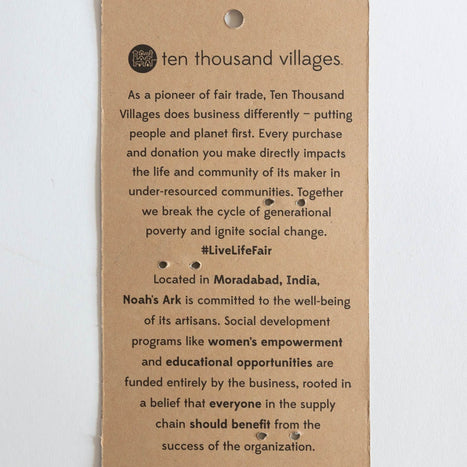 ten thousand villages.
As a pioneer of fair trade, Ten Thousand
Villages does business differently – putting
people and planet first. Every purchase
and donation you make directly impacts
the life and community of its maker in
under-resourced communities. Together
we break the cycle of generational
poverty and ignite social change.
#LiveLifeFair
Located in Moradabad, India,
Noah's Ark is committed to the well-being
of its artisans. Social development
programs like women's empowerment
and educational opportunities are
funded entirely by the business, rooted in
a belief that everyone in the supply
chain should benefit from the
success of the organization.